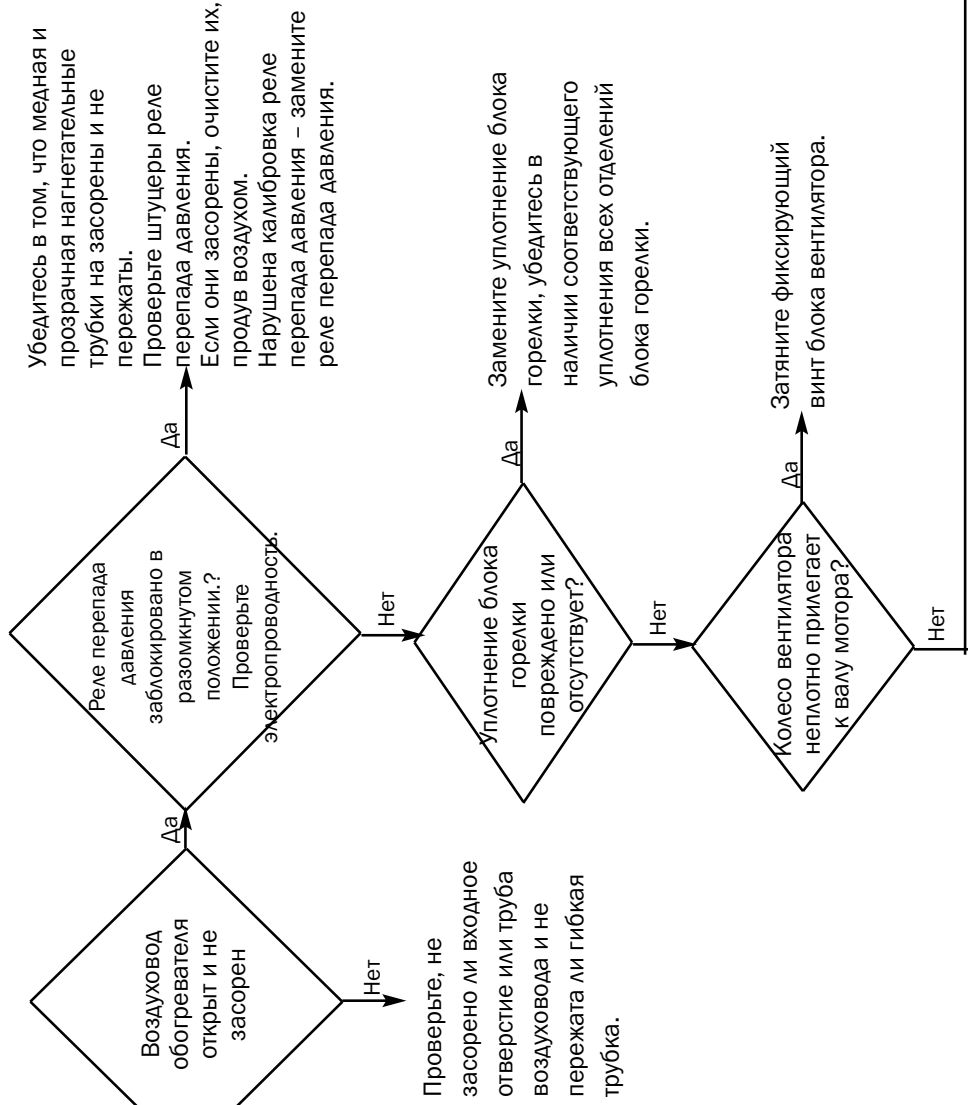 Воздуховод
обогревателя
открыт и не
засорен
Да
Нет
Проверьте, не
засорено ли входное
отверстие или труба
воздуховода и не
пережата ли гибкая
трубка.
Реле перепада
давления
заблокировано в
разомкнутом
положении.?
Проверьте
электропроводность.
Да
Нет
Убедитесь в том, что медная и
прозрачная нагнетательные
трубки на засорены и не
пережаты.
Проверьте штуцеры реле
перепада давления.
Если они засорены, очистите их,
продув воздухом.
Нарушена калибровка реле
перепада давления – замените
реле перепада давления.
Уплотнение блока
горелки
повреждено или
отсутствует?
Да
Нет
Замените уплотнение блока
горелки, убедитесь в
наличии соответствующего
уплотнения всех отделений
блока горелки.
Колесо вентилятора
неплотно прилегает
к валу мотора?
Да
Нет
Затяните фиксирующий
винт блока вентилятора.